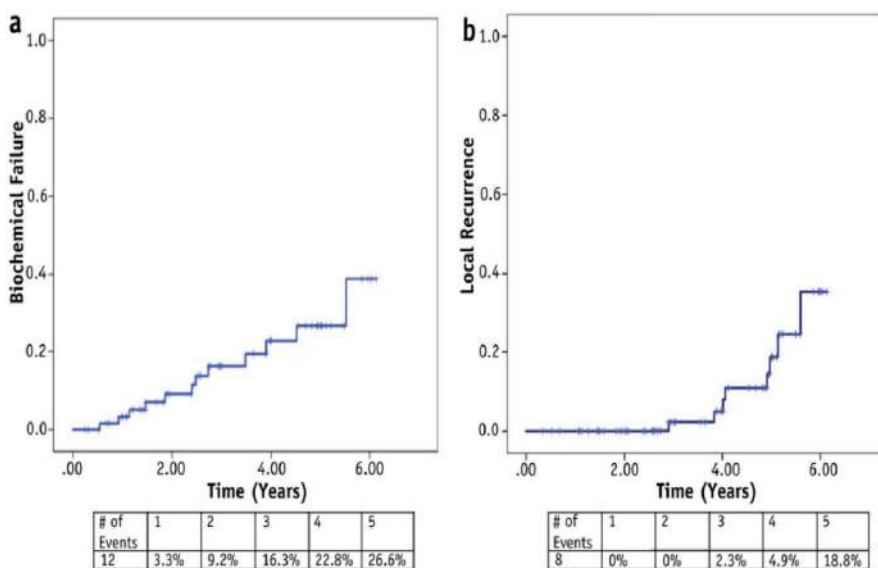 a
Biochemical Failure
1.0
0.8
0.6
0.4
0.2
0.0
.00 2.00 4.00 6.00
Time (Years)
# of Events 1 2 3 4 5
12 3.3% 9.2% 16.3% 22.8% 26.6%
b
Local Recurrence
1.0
0.8
0.6
0.4
0.2
0.0
.00 2.00 4.00 6.00
Time (Years)
# of Events 1 2 3 4 5
8 0% 0% 2.3% 4.9% 18.8%